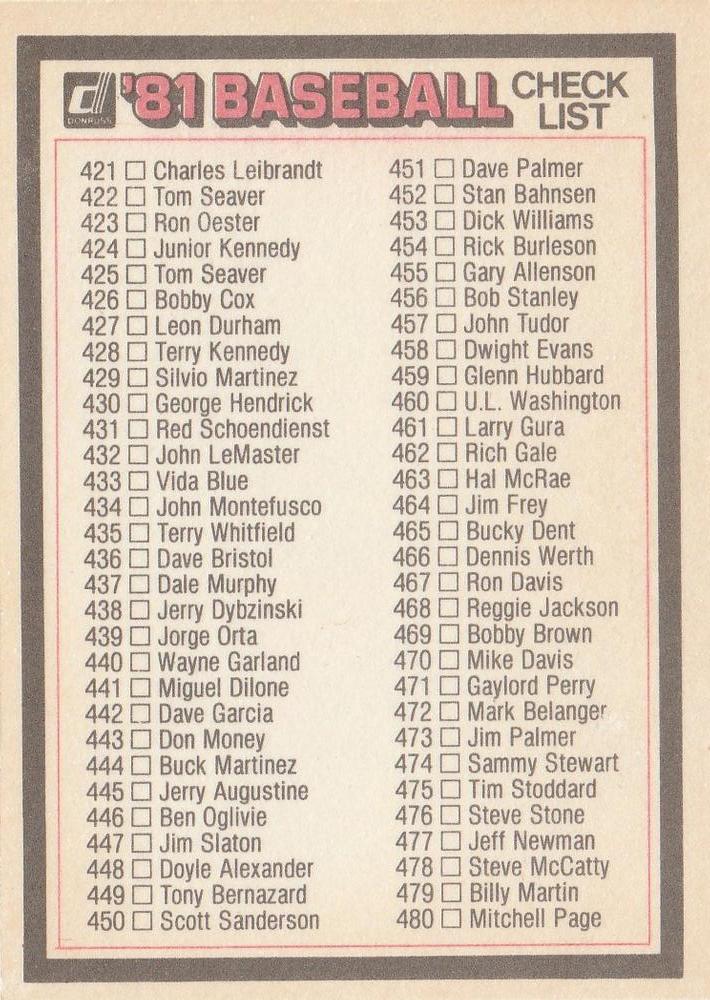 DONRUSS
'81 BASEBALL
CHECK
LIST
421 □ Charles Leibrandt
422 □ Tom Seaver
423 □ Ron Oester
424 □ Junior Kennedy
425 □ Tom Seaver
426 □ Bobby Cox
427 □ Leon Durham
428 □ Terry Kennedy
429 □ Silvio Martinez
430 □ George Hendrick
431 □ Red Schoendienst
432 □ John LeMaster
433 □ Vida Blue
434 □ John Montefusco
435 □ Terry Whitfield
436 □ Dave Bristol
437 □ Dale Murphy
438 □ Jerry Dybzinski
439 □ Jorge Orta
440 □ Wayne Garland
441 □ Miguel Dilone
442 □ Dave Garcia
443 □ Don Money
444 □ Buck Martinez
445 □ Jerry Augustine
446 □ Ben Oglivie
447 □ Jim Slaton
448 □ Doyle Alexander
449 □ Tony Bernazard
450 □ Scott Sanderson
451 □ Dave Palmer
452 □ Stan Bahnsen
453 □ Dick Williams
454 □ Rick Burleson
455 □ Gary Allenson
456 □ Bob Stanley
457 □ John Tudor
458 □ Dwight Evans
459 □ Glenn Hubbard
460 □ U.L. Washington
461 □ Larry Gura
462 □ Rich Gale
463 □ Hal McRae
464 □ Jim Frey
465 □ Bucky Dent
466 □ Dennis Werth
467 □ Ron Davis
468 □ Reggie Jackson
469 □ Bobby Brown
470 □ Mike Davis
471 □ Gaylord Perry
472 □ Mark Belanger
473 □ Jim Palmer
474 □ Sammy Stewart
475 □ Tim Stoddard
476 □ Steve Stone
477 □ Jeff Newman
478 □ Steve McCatty
479 □ Billy Martin
480 □ Mitchell Page